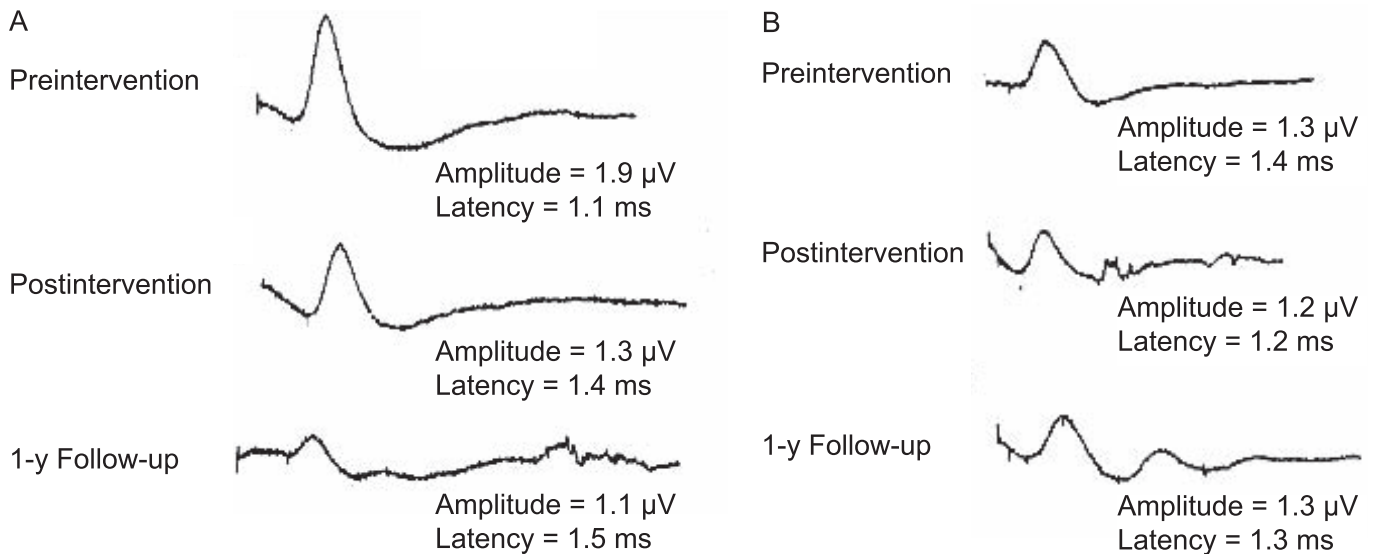 A
Preintervention
Amplitude = 1.9 µV
Latency = 1.1 ms
Postintervention
Amplitude = 1.3 µV
Latency = 1.4 ms
1-y Follow-up
Amplitude = 1.1 µV
Latency = 1.5 ms
B
Preintervention
Amplitude = 1.3 µV
Latency = 1.4 ms
Postintervention
Amplitude = 1.2 µV
Latency = 1.2 ms
1-y Follow-up
Amplitude = 1.3 µV
Latency = 1.3 ms